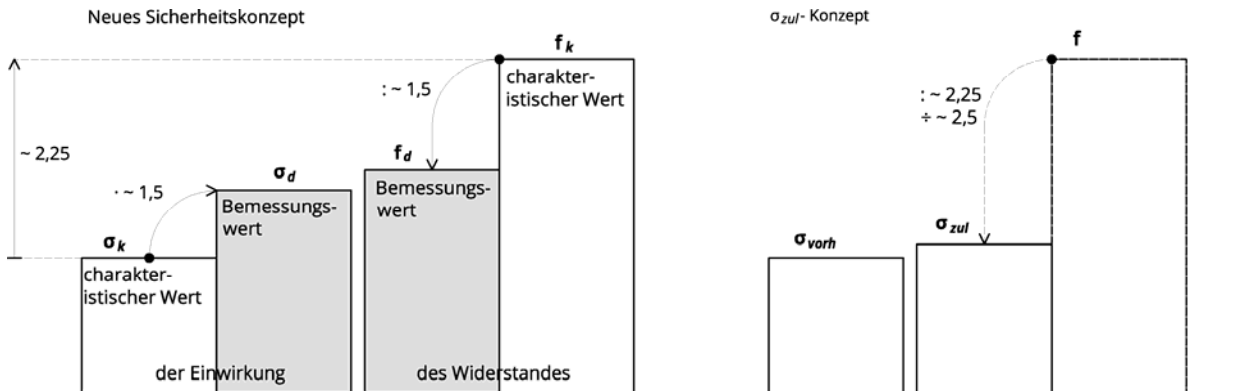 Neues Sicherheitskonzept
~ 2,25
σk
charakter-
istischer Wert
· ~ 1,5
σd
Bemessungs-
wert
der Einwirkung
fd
Bemessungs-
wert
: ~ 1,5
fk
charakter-
istischer Wert
des Widerstandes
σzul- Konzept
σvorh
σzul
: ~ 2,25
÷ ~ 2,5
f